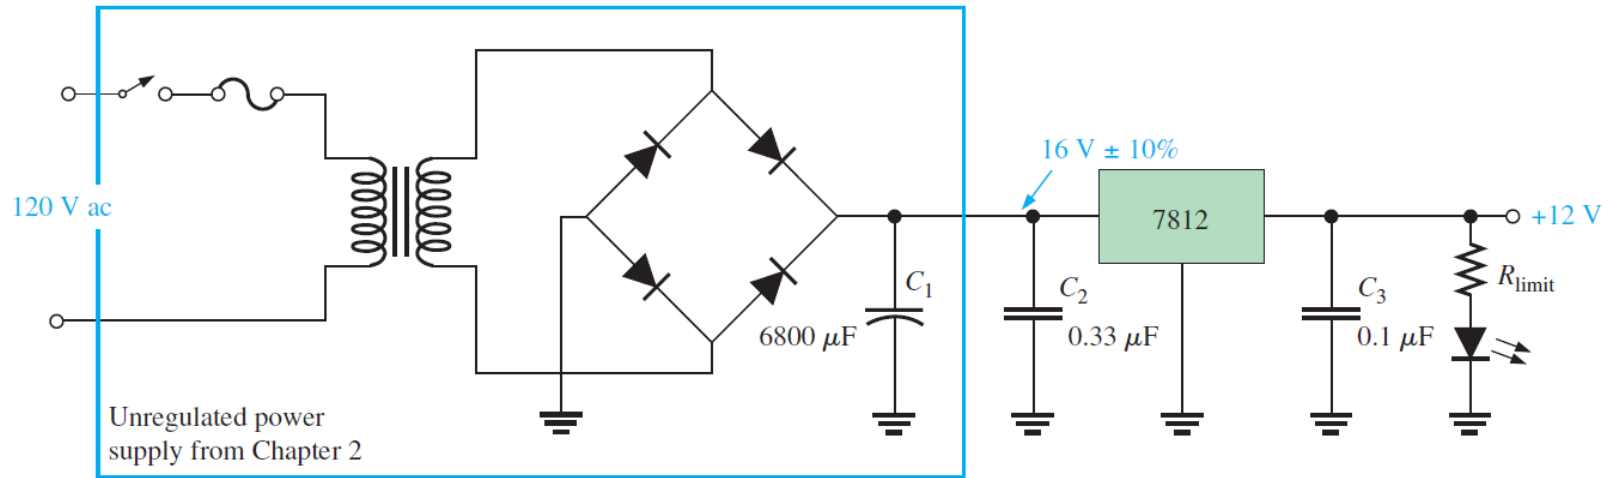 16 V ± 10%
120 V ac
7812
+12 V
C1
6800 μF
C2
0.33 μF
C3
0.1 μF
Rlimit
Unregulated power
supply from Chapter 2